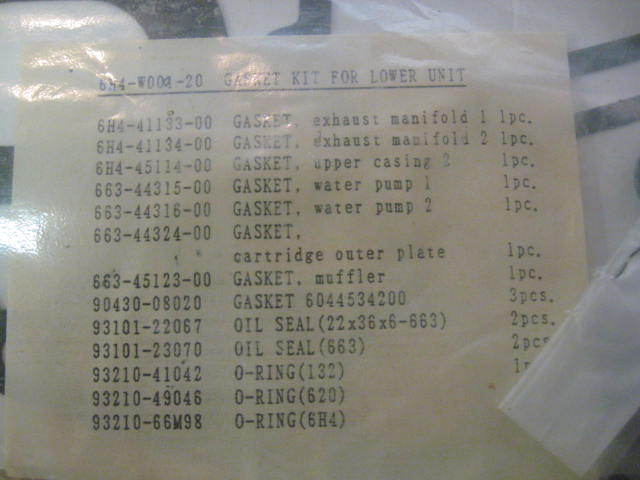 GASKET KIT FOR LOWER UNIT
6H4-41133-00 GASKET, exhaust manifold 1 1pc.
6H4-41134-00 GASKET, exhaust manifold 2 1pc.
6H4-45114-00 GASKET, upper casing 2 1pc.
663-44315-00 GASKET, water pump 1 1pc.
663-44316-00 GASKET, water pump 2 1pc.
663-44324-00 GASKET,
cartridge outer plate 1pc.
663-45123-00 GASKET, muffler 1pc.
90430-08020 GASKET 6044534200 3pcs.
93101-22067 OIL SEAL(22x36x6-663) 2pcs.
93101-23070 OIL SEAL(663) 2pc
93210-41042 O-RING(132)
93210-49046 O-RING(620)
93210-66M98 O-RING(6H4)